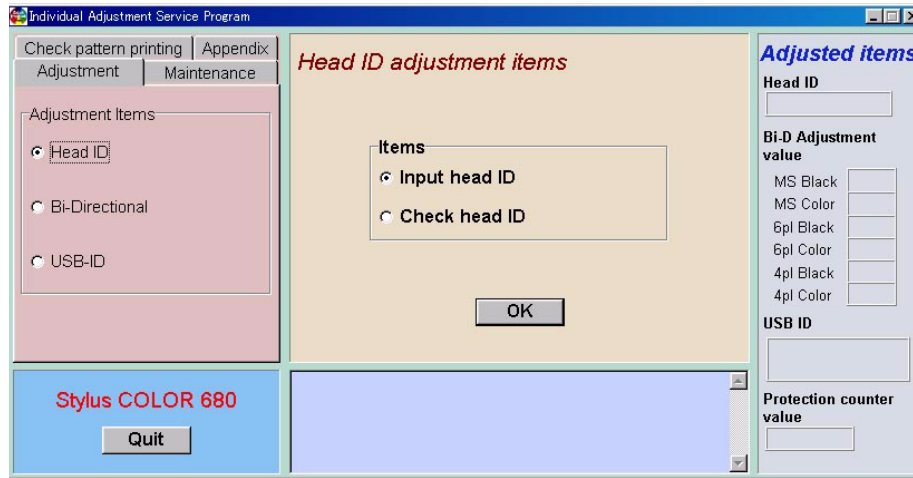 Individual Adjustment Service Program
Check pattern printing Appendix
Adjustment Maintenance
Adjustment Items
Head ID
Bi-Directional
USB-ID
Head ID adjustment items
Items
Input head ID
Check head ID
OK
Stylus COLOR 680
Quit
Adjusted items
Head ID
Bi-D Adjustment
value
MS Black
MS Color
6pl Black
6pl Color
4pl Black
4pl Color
USB ID
Protection counter
value